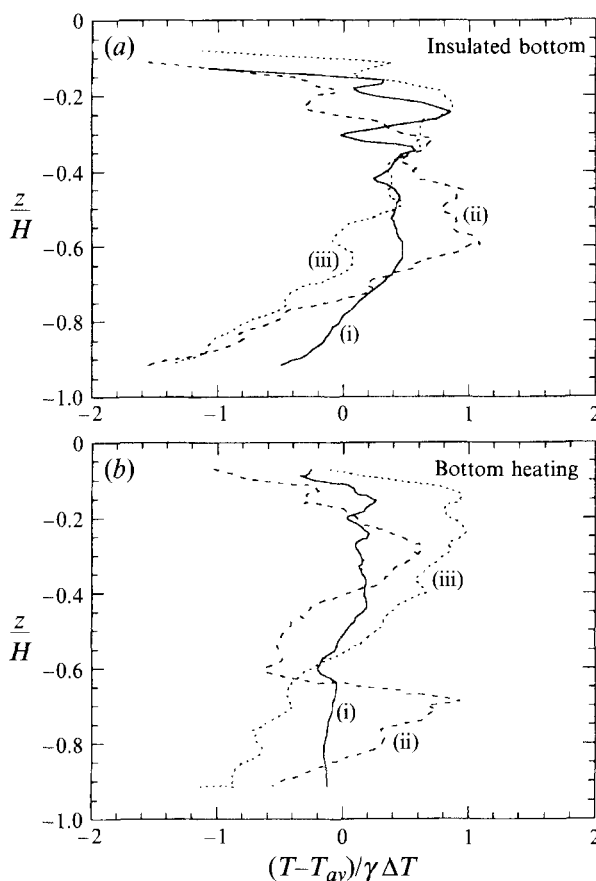 0
(a)
Insulated bottom
−0.2
−0.4
z/H
(ii)
−0.6
(iii)
−0.8
(i)
−1.0
−2
−1
0
1
2
0
(b)
Bottom heating
−0.2
(iii)
−0.4
z/H
−0.6
(i)
(ii)
−0.8
−1.0
−2
−1
0
1
2
(T−T_av)/γ ΔT